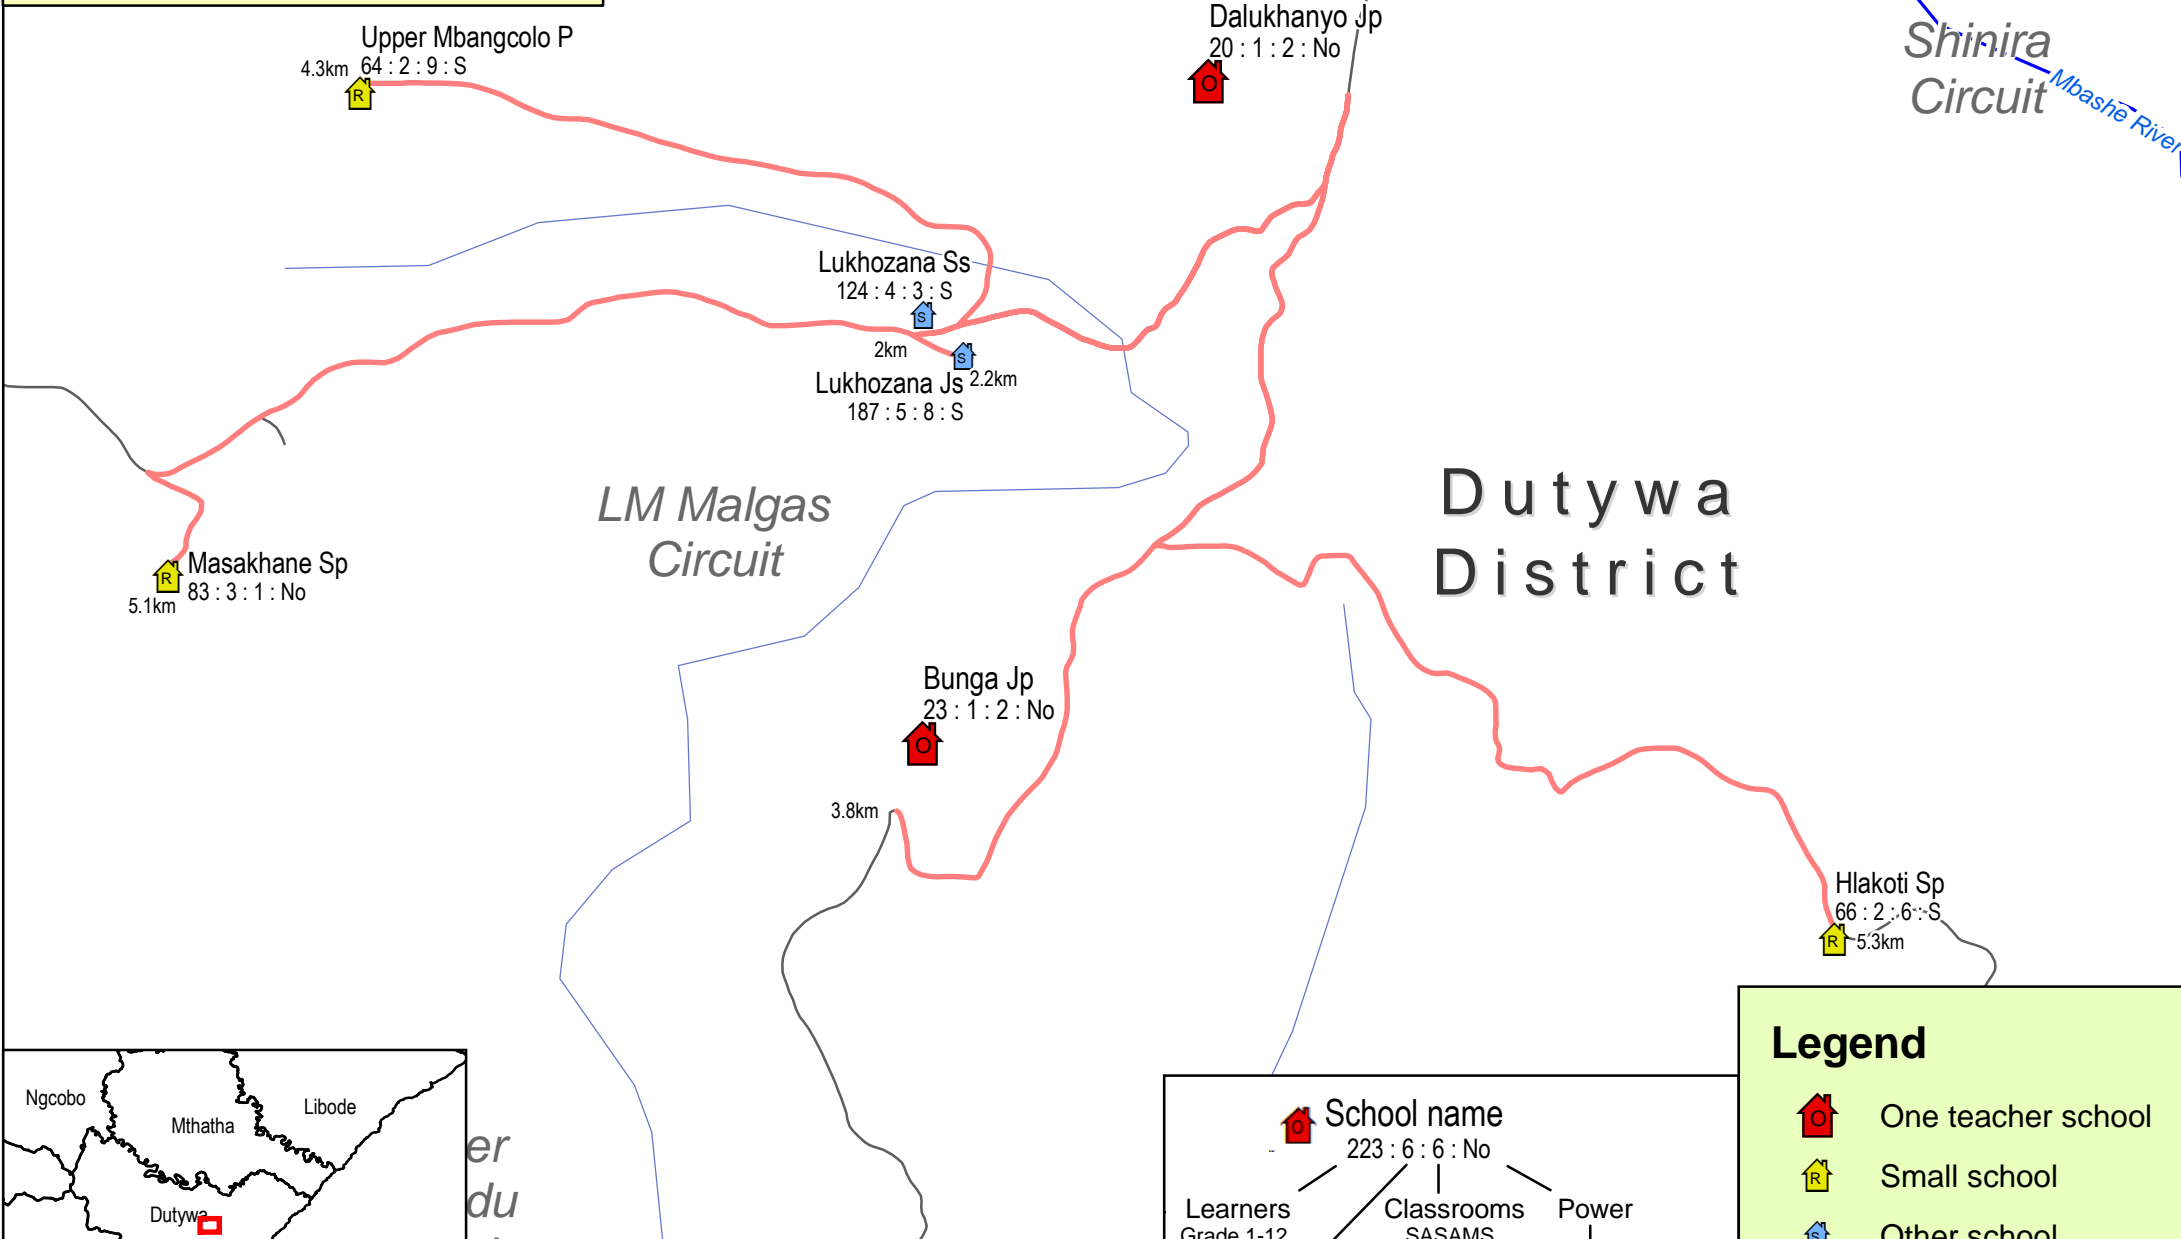 Upper Mbangcolo P
4.3km 64 : 2 : 9 : S
R
Dalukhanyo Jp
20 : 1 : 2 : No
O
Shinira
Circuit
Mbashe River
Lukhozana Ss
124 : 4 : 3 : S
S
2km
S
Lukhozana Js 2.2km
187 : 5 : 8 : S
LM Malgas
Circuit
Dutywa
District
Masakhane Sp
R
83 : 3 : 1 : No
5.1km
Bunga Jp
23 : 1 : 2 : No
O
3.8km
Hlakoti Sp
66 : 2 : 6 : S
R 5.3km
Ngcobo
Mthatha
Libode
Dutywa
er
du
O School name
223 : 6 : 6 : No
Learners
Classrooms
Power
Grade 1-12
SASAMS
Legend
O One teacher school
R Small school
S Other school